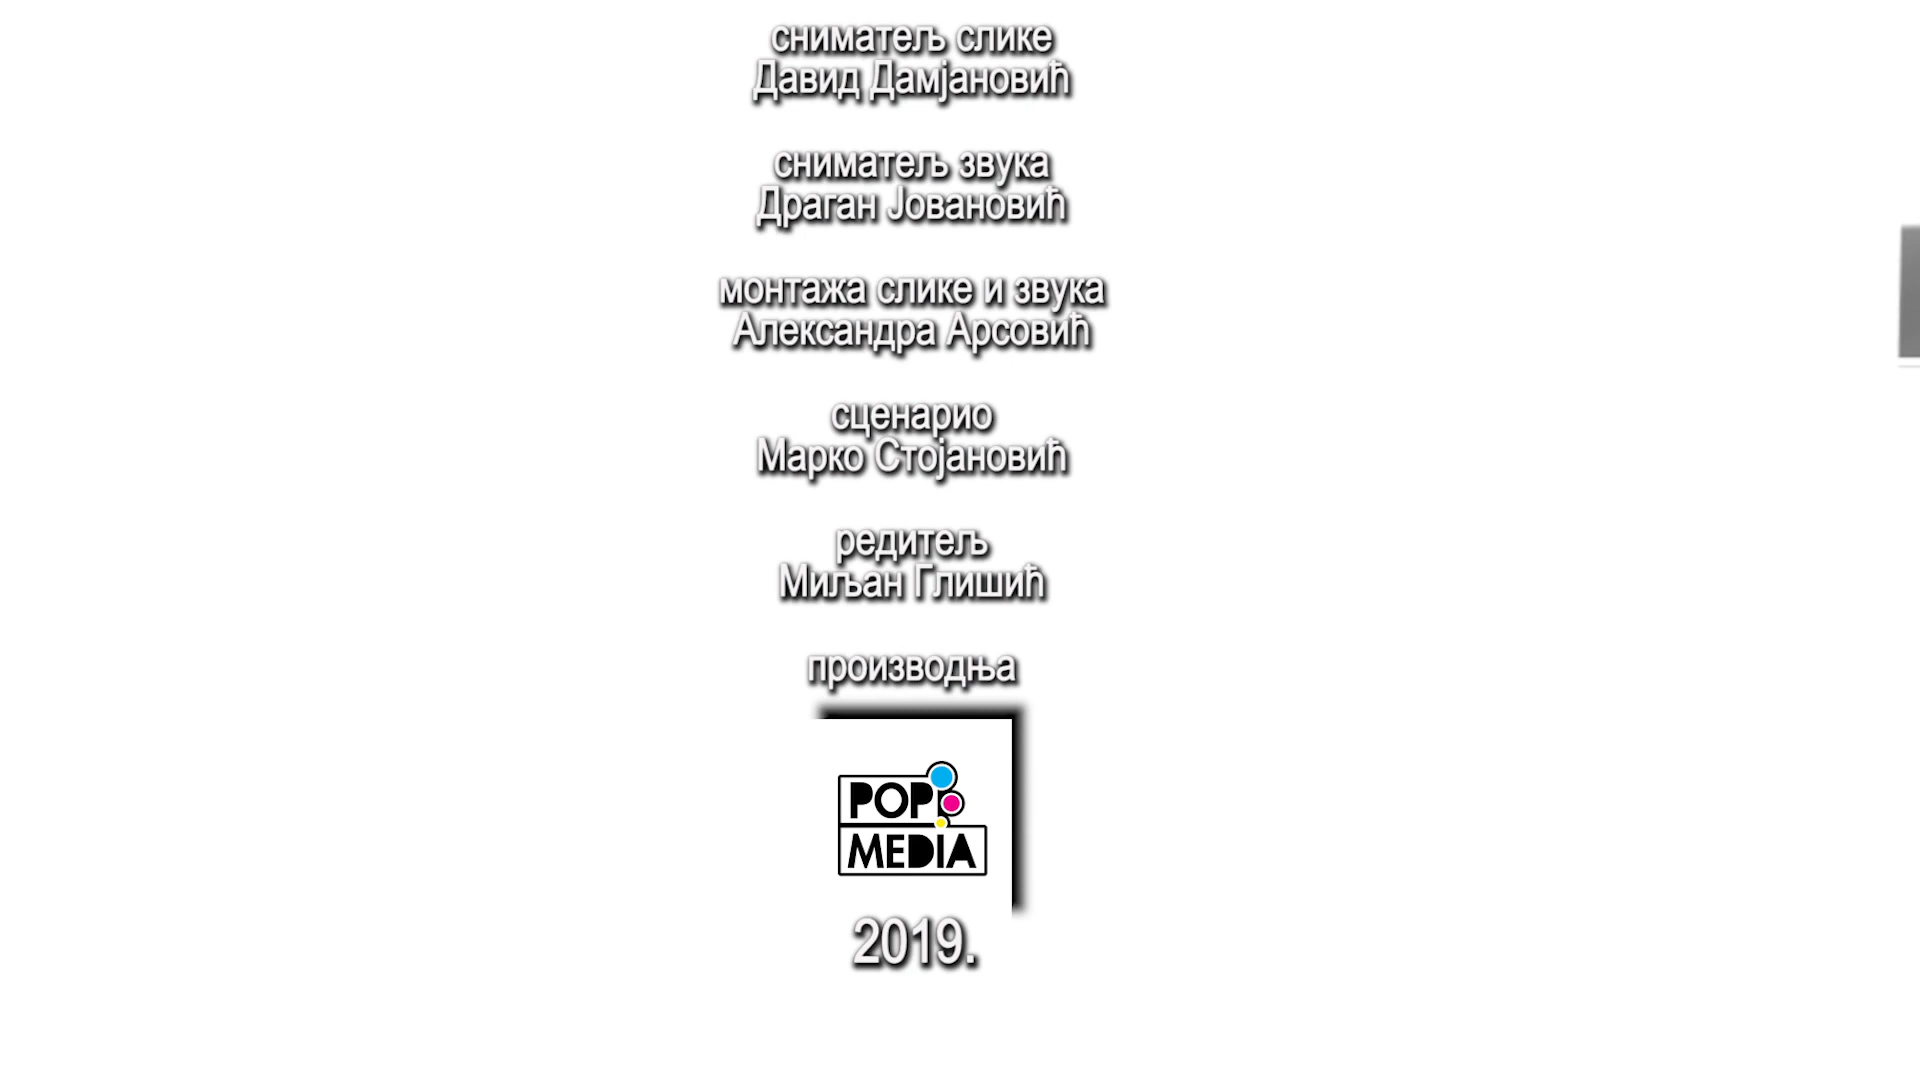 сниматељ слике
Давид Дамјановић
сниматељ звука
Драган Јовановић
монтажа слике и звука
Александра Арсовић
сценарио
Марко Стојановић
редитељ
Миљан Глишић
производња
POP
MEDIA
2019.